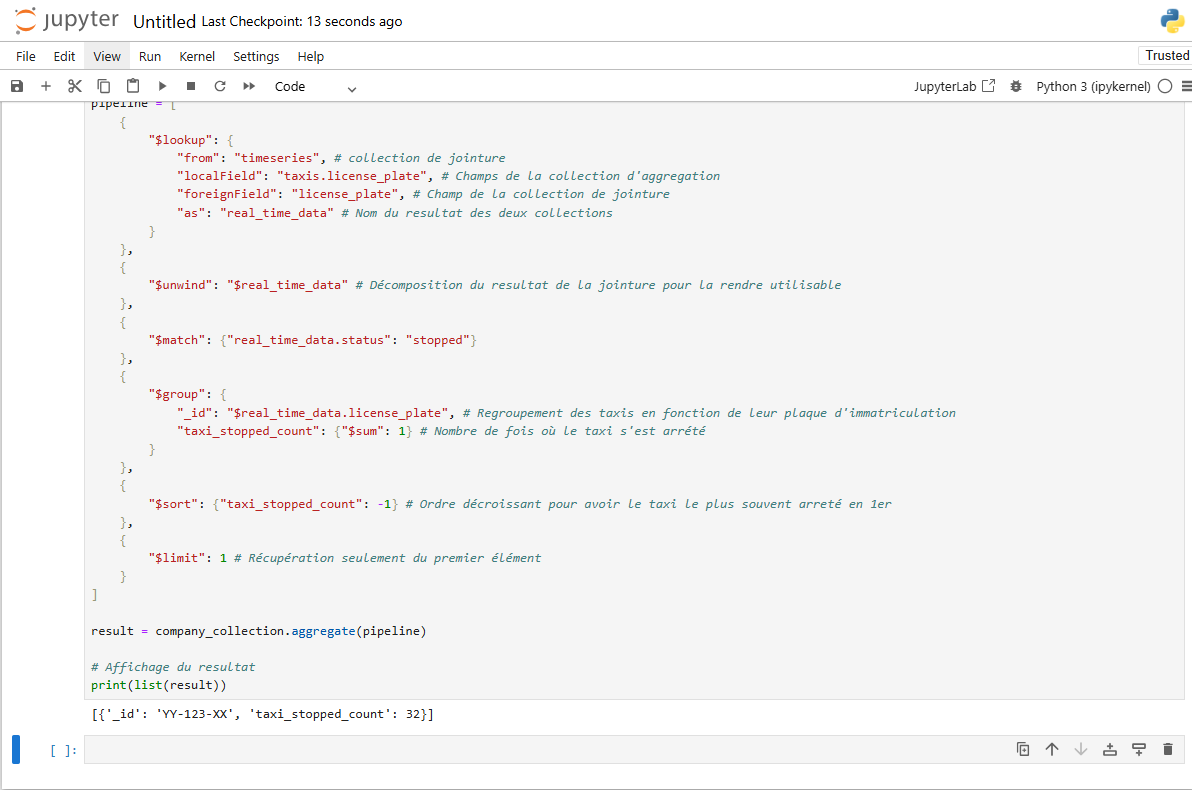 jupyter Untitled Last Checkpoint: 13 seconds ago
File Edit View Run Kernel Settings Help Trusted
Code JupyterLab Python 3 (ipykernel)
pipeline = [
{
"$lookup": {
"from": "timeseries", # collection de jointure
"localField": "taxis.license_plate", # Champs de la collection d'aggregation
"foreignField": "license_plate", # Champ de la collection de jointure
"as": "real_time_data" # Nom du resultat des deux collections
}
},
{
"$unwind": "$real_time_data" # Décomposition du resultat de la jointure pour la rendre utilisable
},
{
"$match": {"real_time_data.status": "stopped"}
},
{
"$group": {
"_id": "$real_time_data.license_plate", # Regroupement des taxis en fonction de leur plaque d'immatriculation
"taxi_stopped_count": {"$sum": 1} # Nombre de fois où le taxi s'est arrété
}
},
{
"$sort": {"taxi_stopped_count": -1} # Ordre décroissant pour avoir le taxi le plus souvent arreté en 1er
},
{
"$limit": 1 # Récupération seulement du premier élément
}
]
result = company_collection.aggregate(pipeline)
# Affichage du resultat
print(list(result))
[{'_id': 'YY-123-XX', 'taxi_stopped_count': 32}]
[ ]: